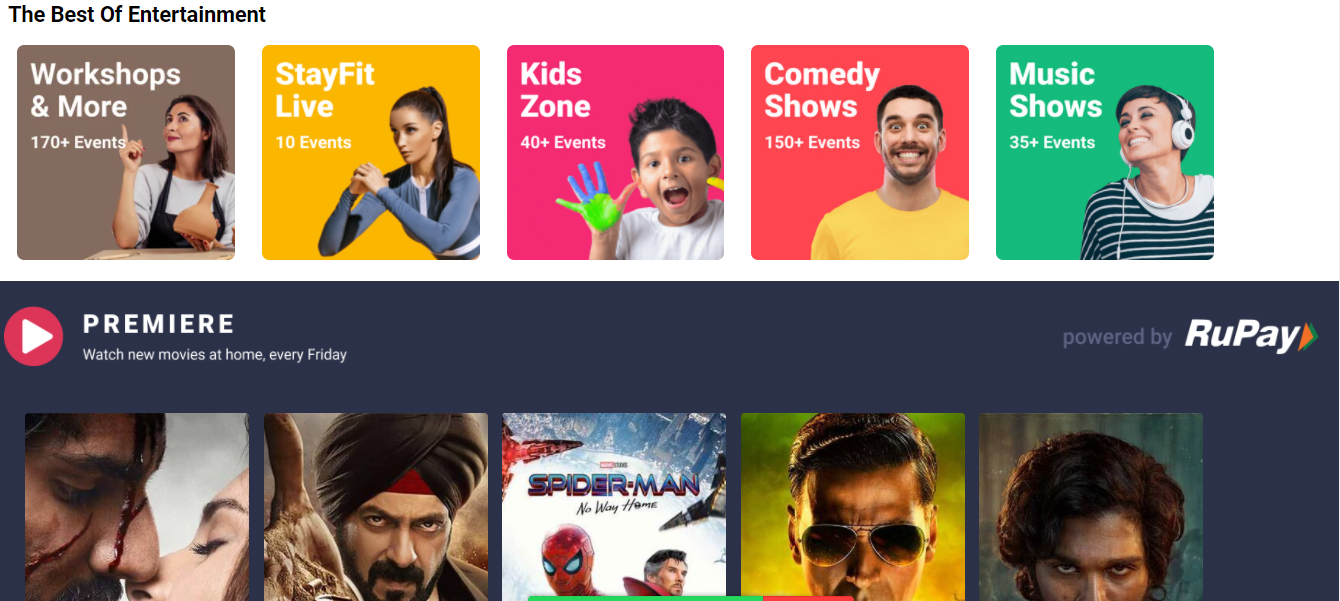 The Best Of Entertainment
Workshops
& More
170+ Events
StayFit
Live
10 Events
Kids
Zone
40+ Events
Comedy
Shows
150+ Events
Music
Shows
35+ Events
PREMIERE
Watch new movies at home, every Friday
powered by RuPay
MARVEL STUDIOS
SPIDER-MAN
No Way Home